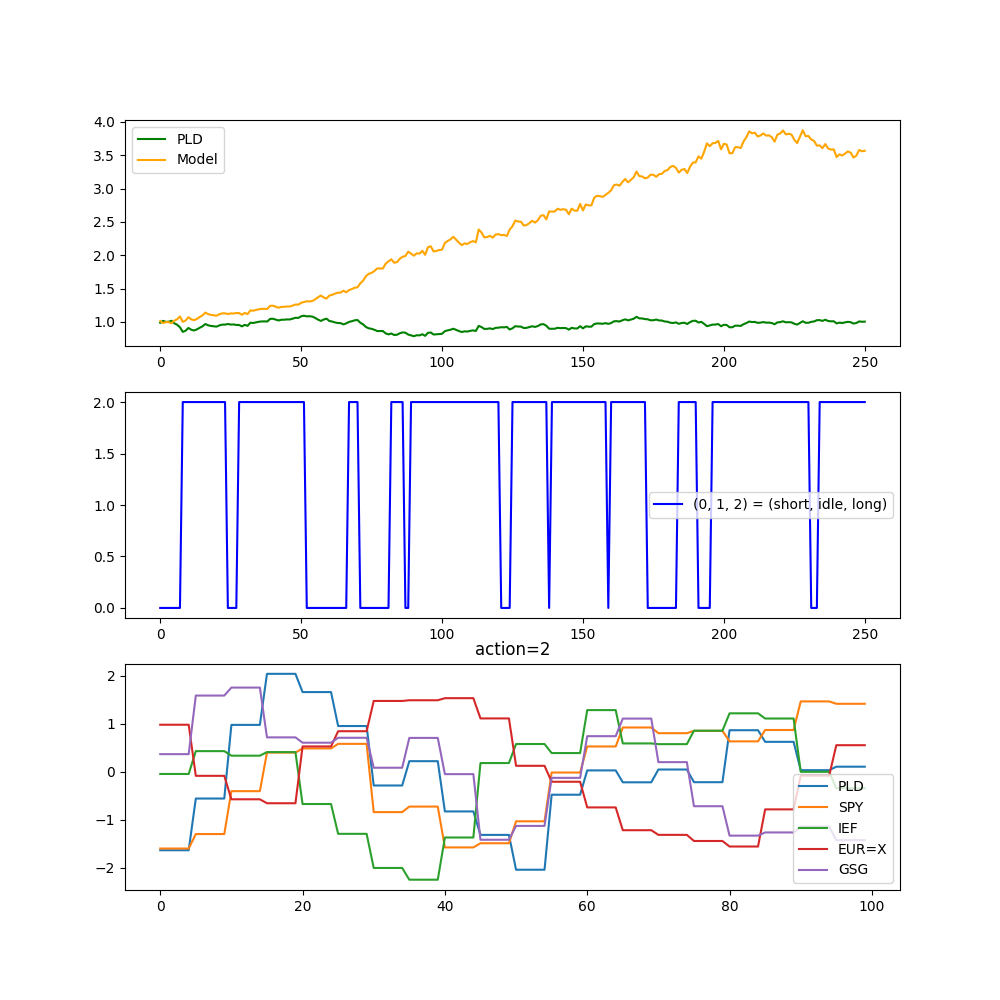 4.0
3.5
3.0
2.5
2.0
1.5
1.0
PLD
Model
0 50 100 150 200 250
2.0
1.5
1.0
0.5
0.0
(0, 1, 2) = (short, idle, long)
0 50 100 150 200 250
action=2
2
1
0
−1
−2
PLD
SPY
IEF
EUR=X
GSG
0 20 40 60 80 100